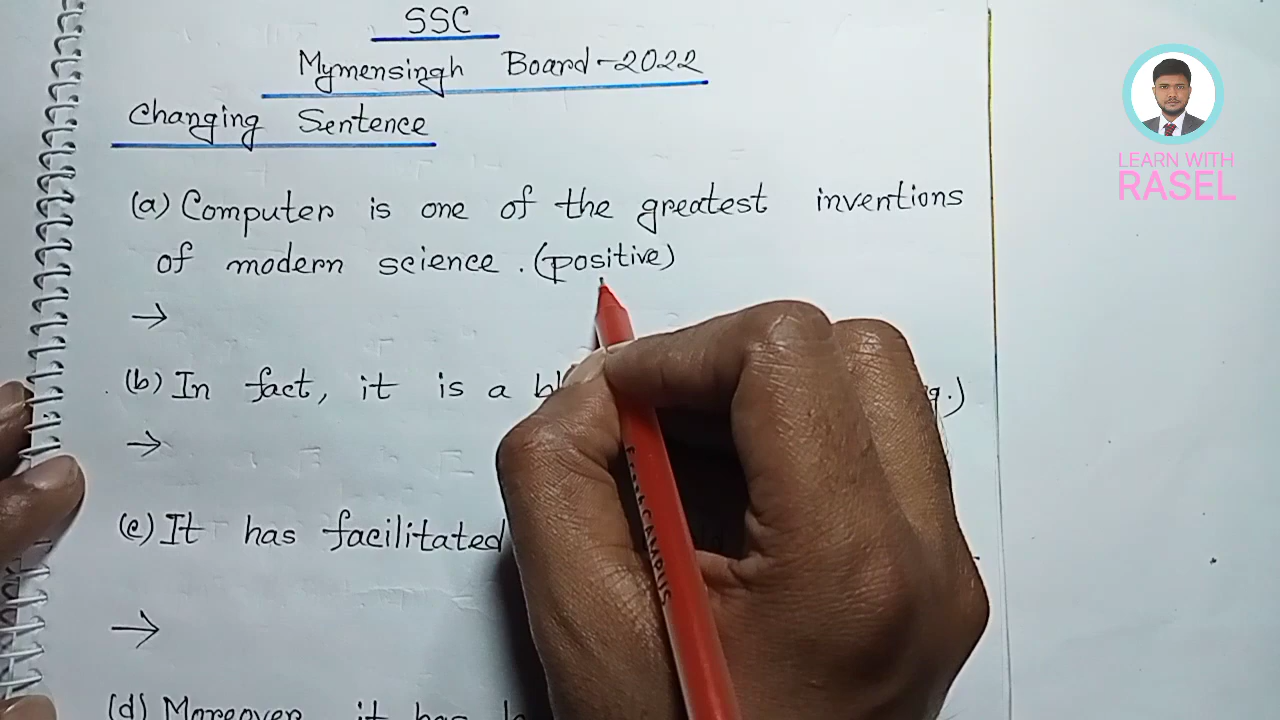 SSC
Mymensingh Board-2022
Changing Sentence
(a) Computer is one of the greatest inventions
of modern science. (positive)
→
(b) In fact, it is a
→
(c) It has facilitated
→
(d) Moreover, it has
LEARN WITH
RASEL
CAMPUS